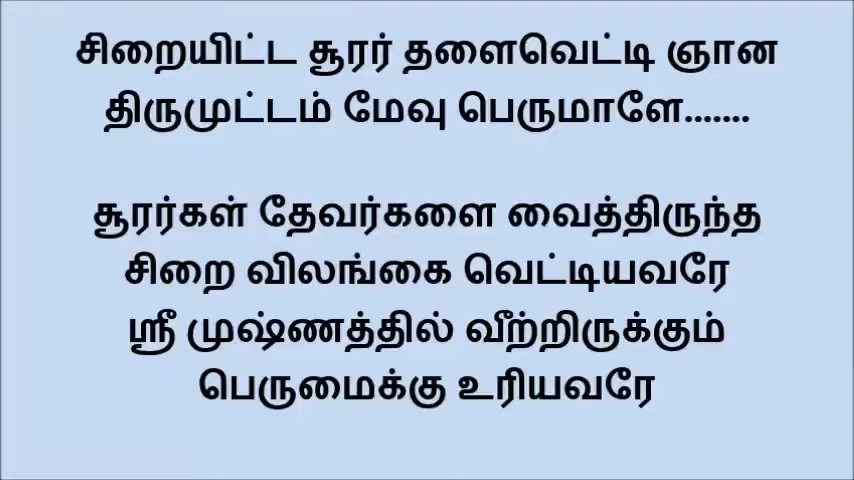 சிறையிட்ட சூரர் தளைவெட்டி ஞான
திருமுட்டம் மேவு பெருமாளே.......
சூரர்கள் தேவர்களை வைத்திருந்த
சிறை விலங்கை வெட்டியவரே
ஸ்ரீ முஷ்ணத்தில் வீற்றிருக்கும்
பெருமைக்கு உரியவரே